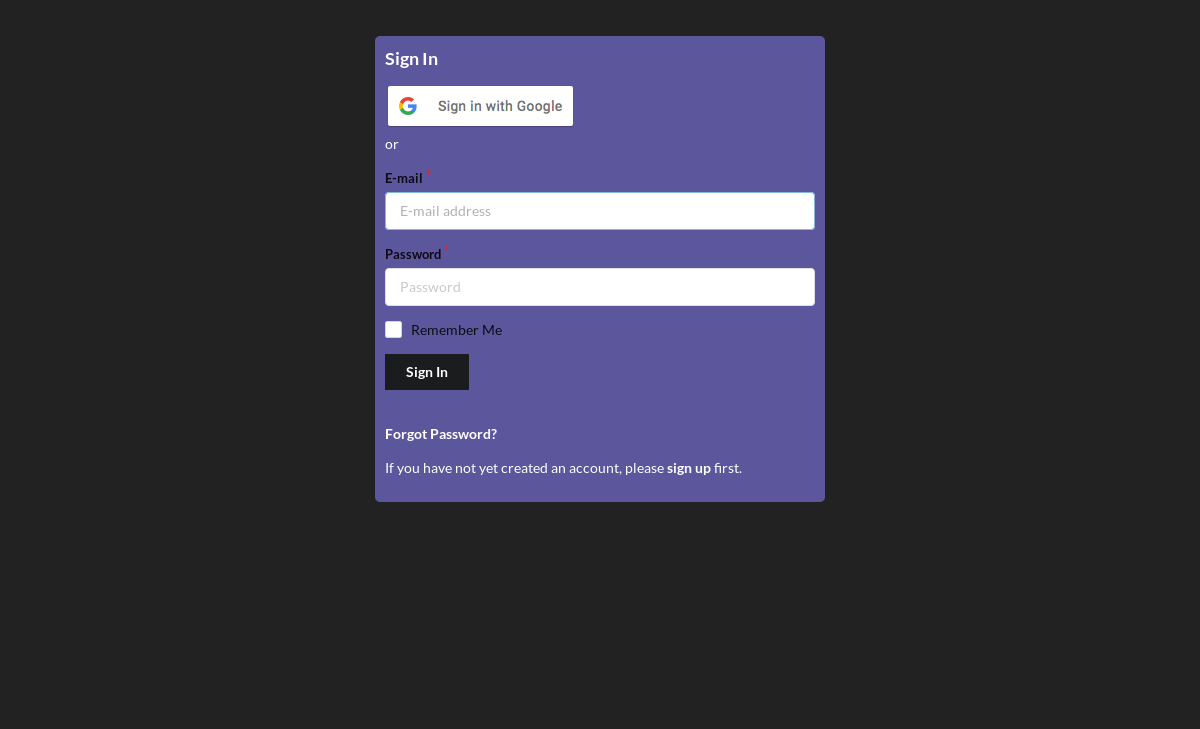 Sign In
Sign in with Google
or
E-mail *
E-mail address
Password *
Password
Remember Me
Sign In
Forgot Password?
If you have not yet created an account, please sign up first.